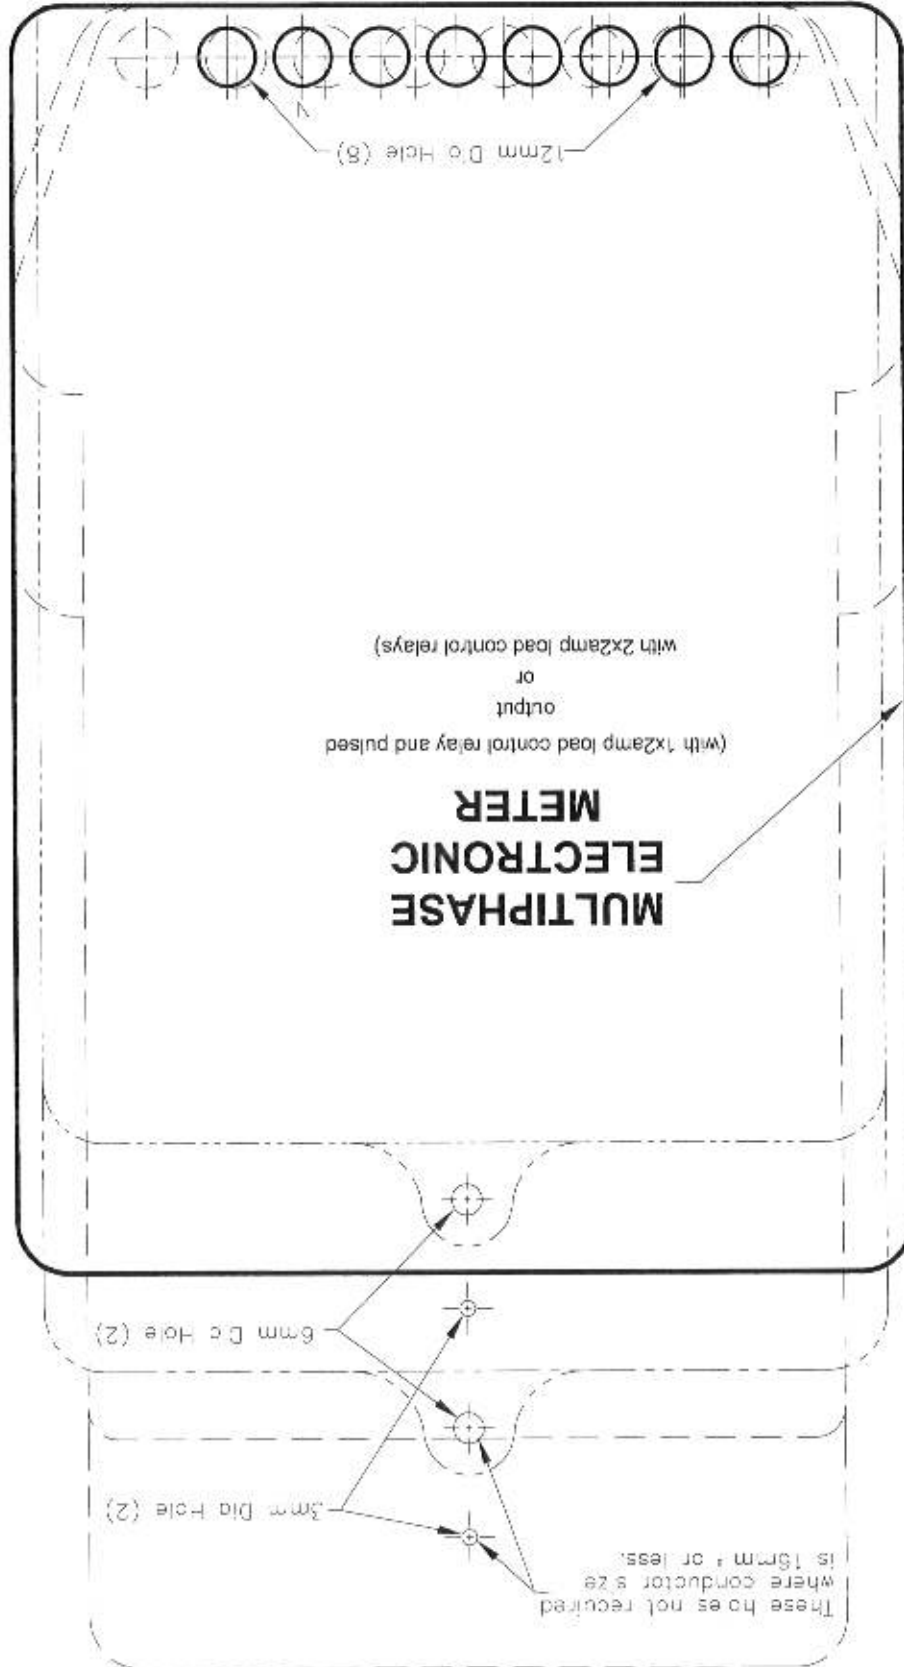 These holes not required
where conductor size
is 16mm² or less.
3mm Dia Hole (2)
6mm Dia Hole (2)
MULTIPHASE
ELECTRONIC
METER
(with 1x2amp load control relay and pulsed
output
or
with 2x2amp load control relays)
12mm Dia Hole (8)